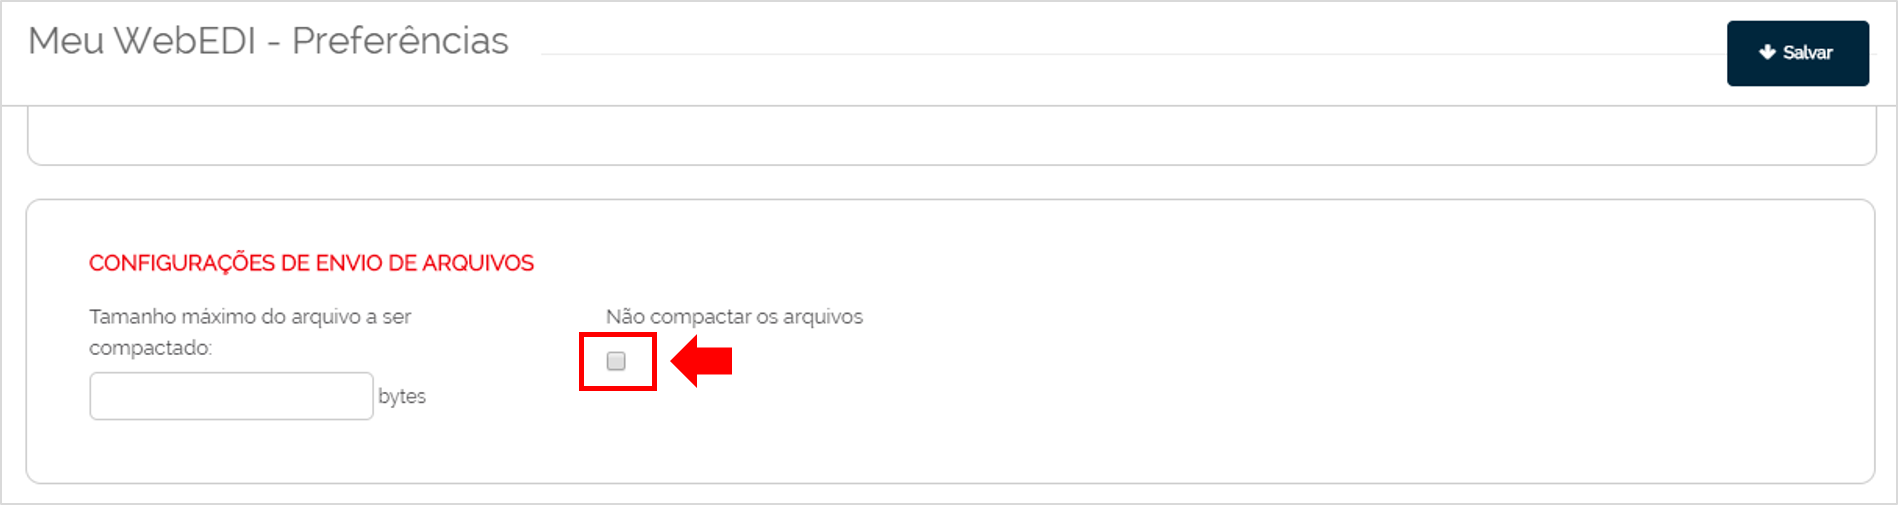 Meu WebEDI - Preferências
Salvar
CONFIGURAÇÕES DE ENVIO DE ARQUIVOS
Tamanho máximo do arquivo a ser
compactado:
bytes
Não compactar os arquivos